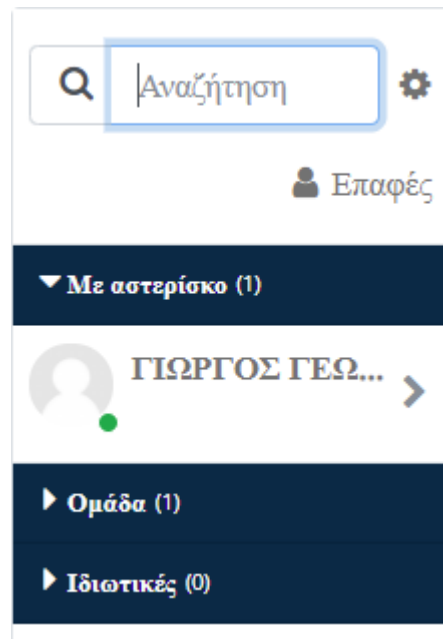 Αναζήτηση
Επαφές
Με αστερίσκο (1)
ΓΙΩΡΓΟΣ ΓΕΩ...
Ομάδα (1)
Ιδιωτικές (0)